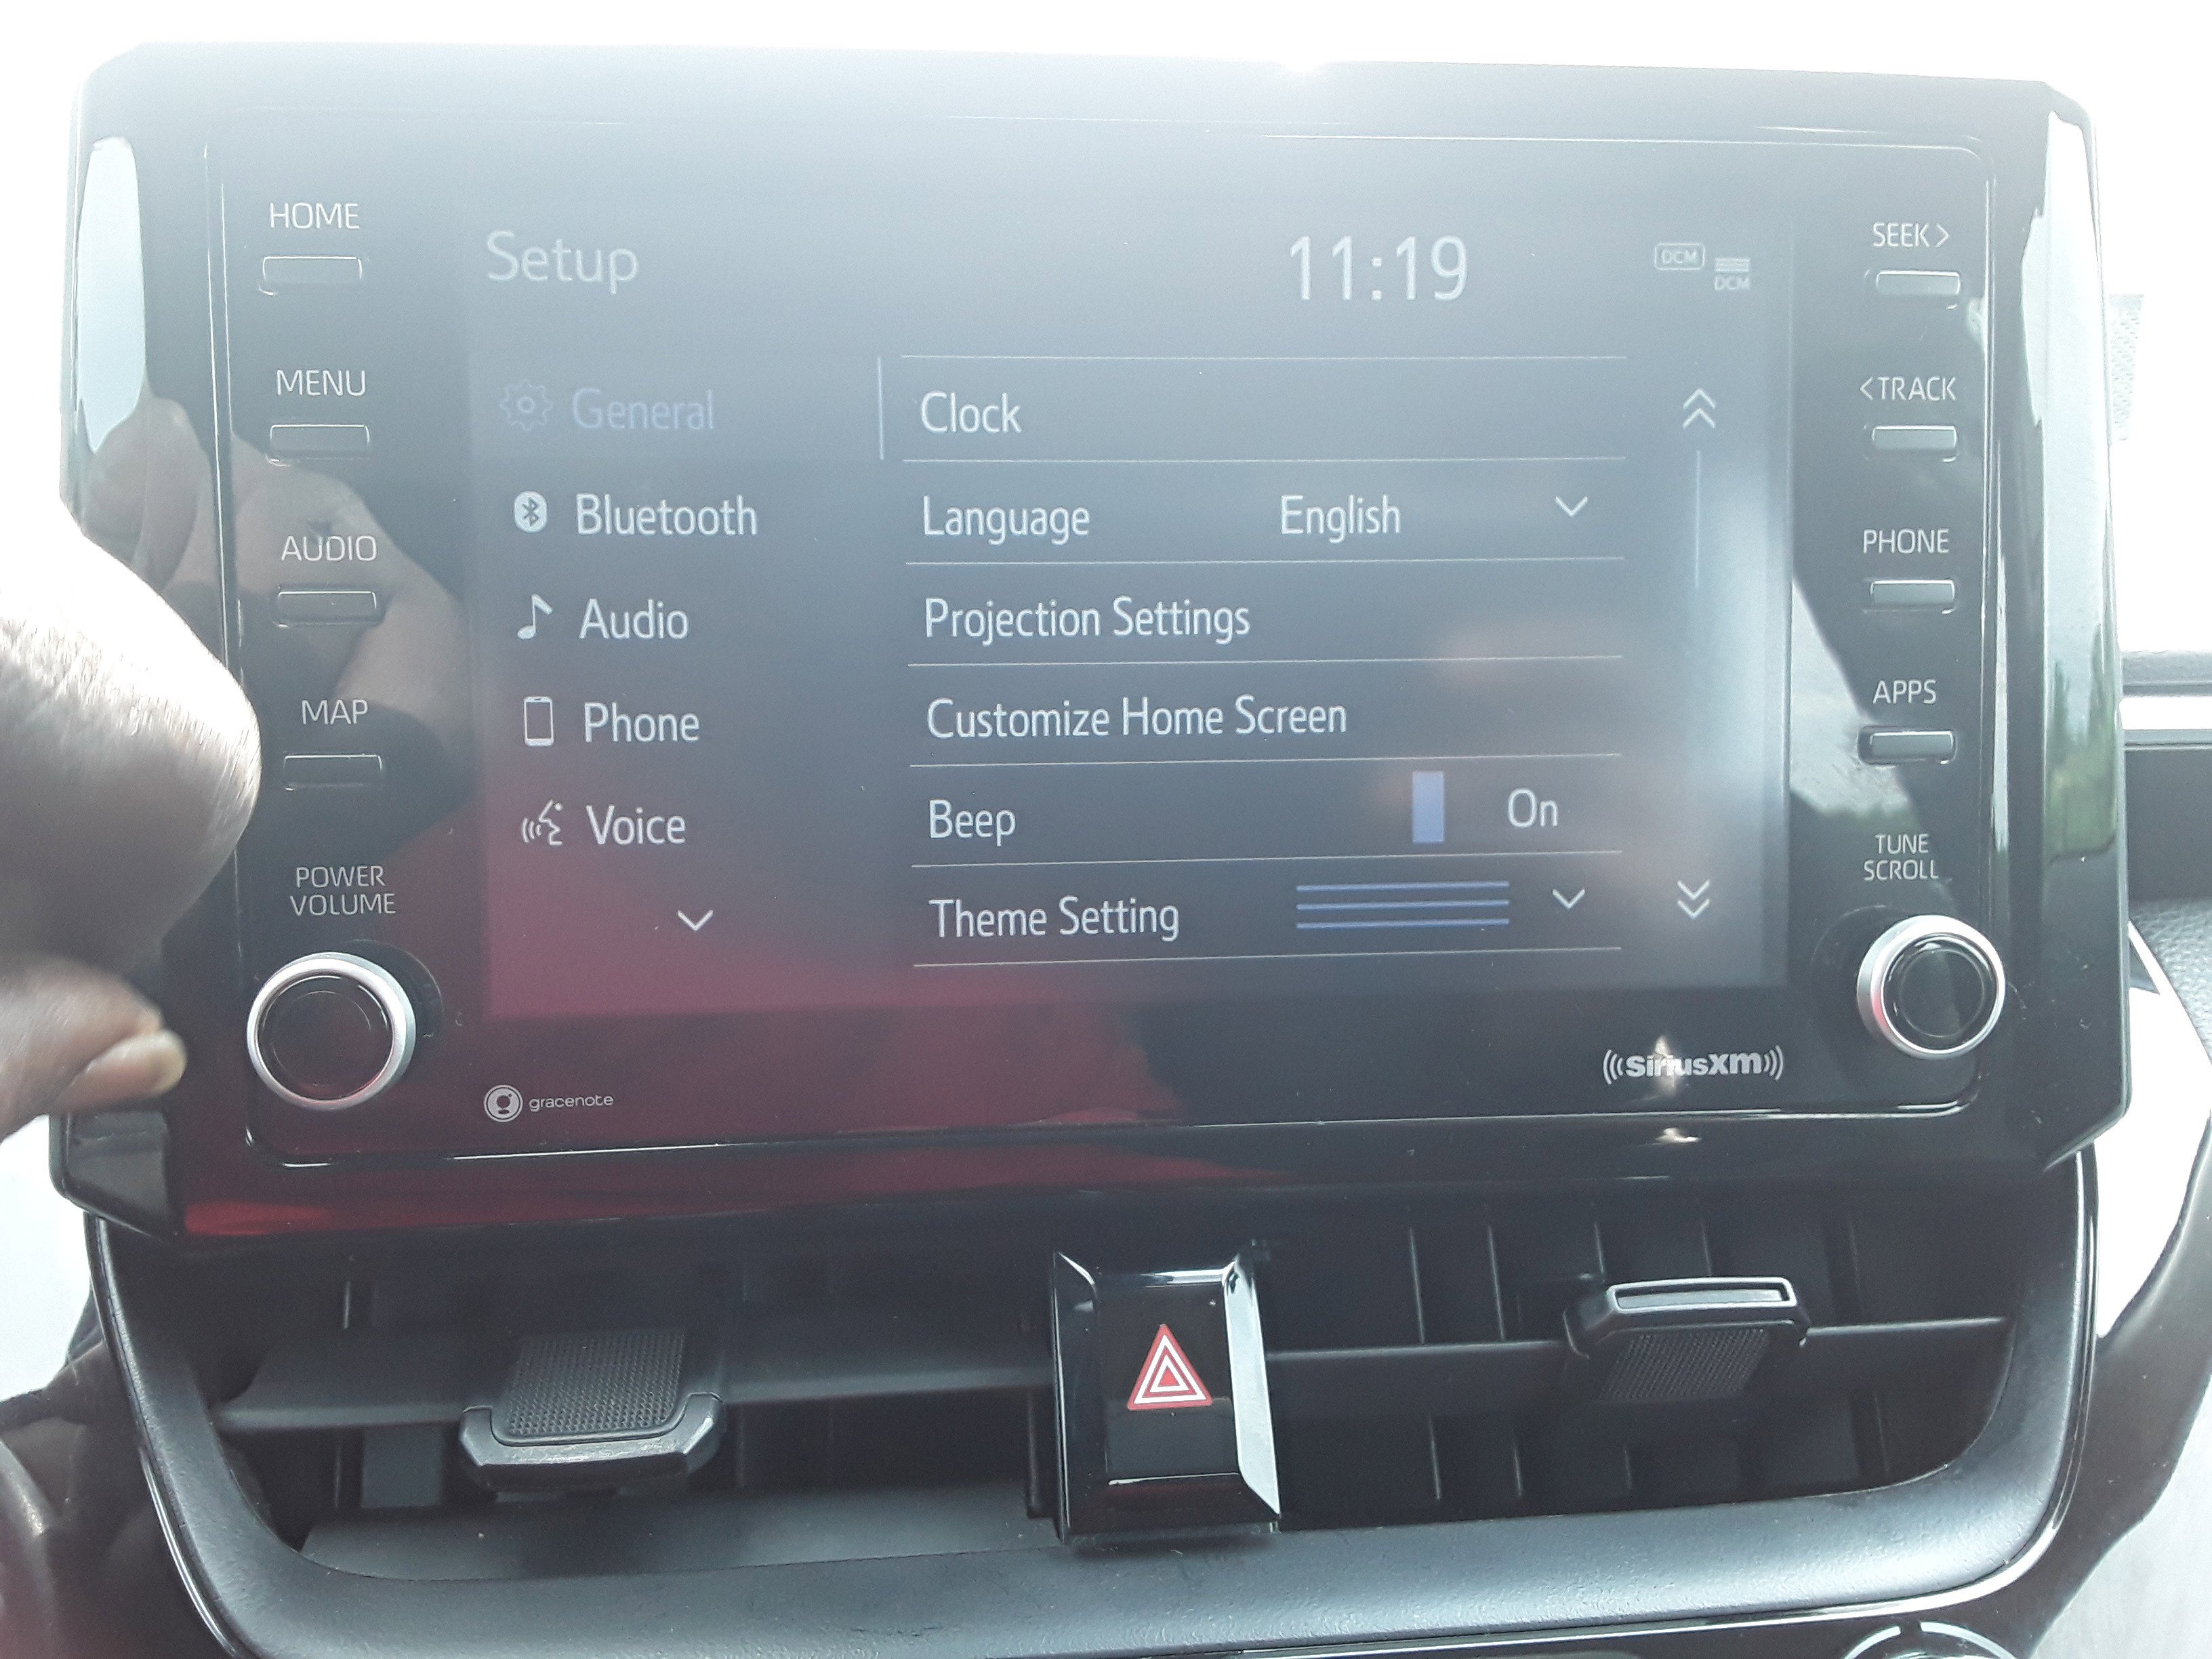 HOME
MENU
AUDIO
MAP
POWER
VOLUME
Setup
11:19
DCM
DCM
General
Bluetooth
Audio
Phone
Voice
Clock
Language English
Projection Settings
Customize Home Screen
Beep On
Theme Setting
SEEK>
<TRACK
PHONE
APPS
TUNE
SCROLL
gracenote
SiriusXM